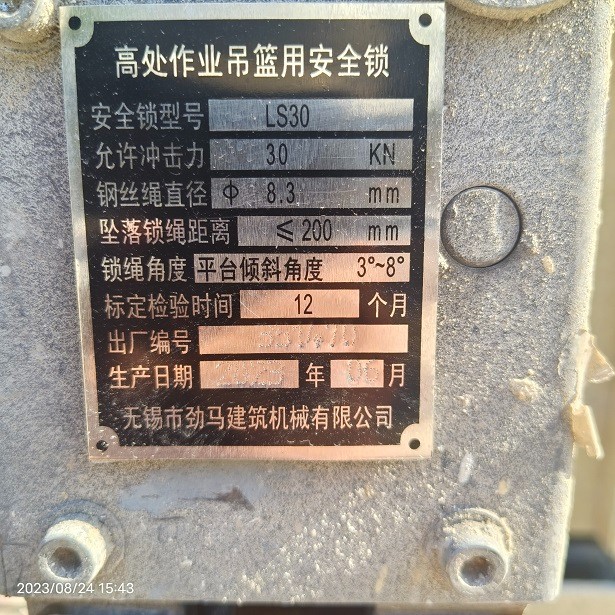 高处作业吊篮用安全锁
安全锁型号 LS30
允许冲击力 30 KN
钢丝绳直径 Φ 8.3 mm
坠落锁绳距离 ≤200 mm
锁绳角度 平台倾斜角度 3°~8°
标定检验时间 12 个月
出厂编号
生产日期 年 06 月
无锡市劲马建筑机械有限公司
2023/08/24 15:43